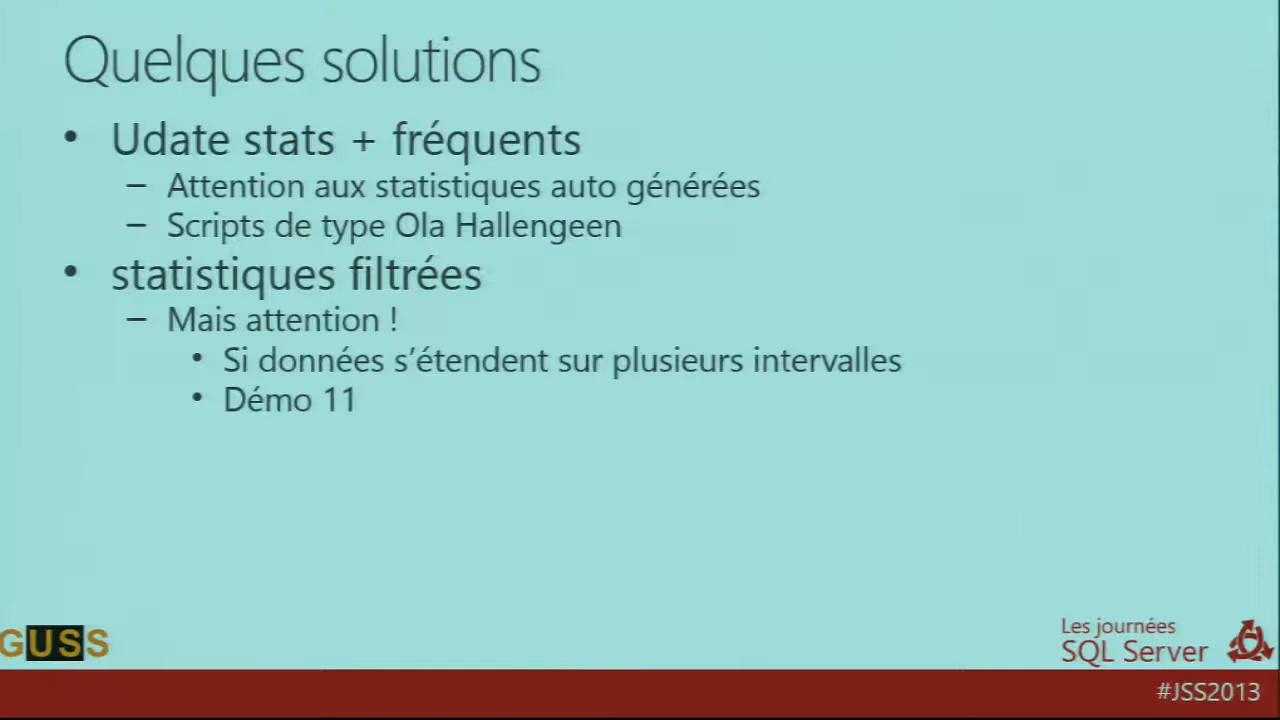 Quelques solutions
• Udate stats + fréquents
– Attention aux statistiques auto générées
– Scripts de type Ola Hallengeen
• statistiques filtrées
– Mais attention !
• Si données s’étendent sur plusieurs intervalles
• Démo 11
GUSS
Les journées
SQL Server
#JSS2013